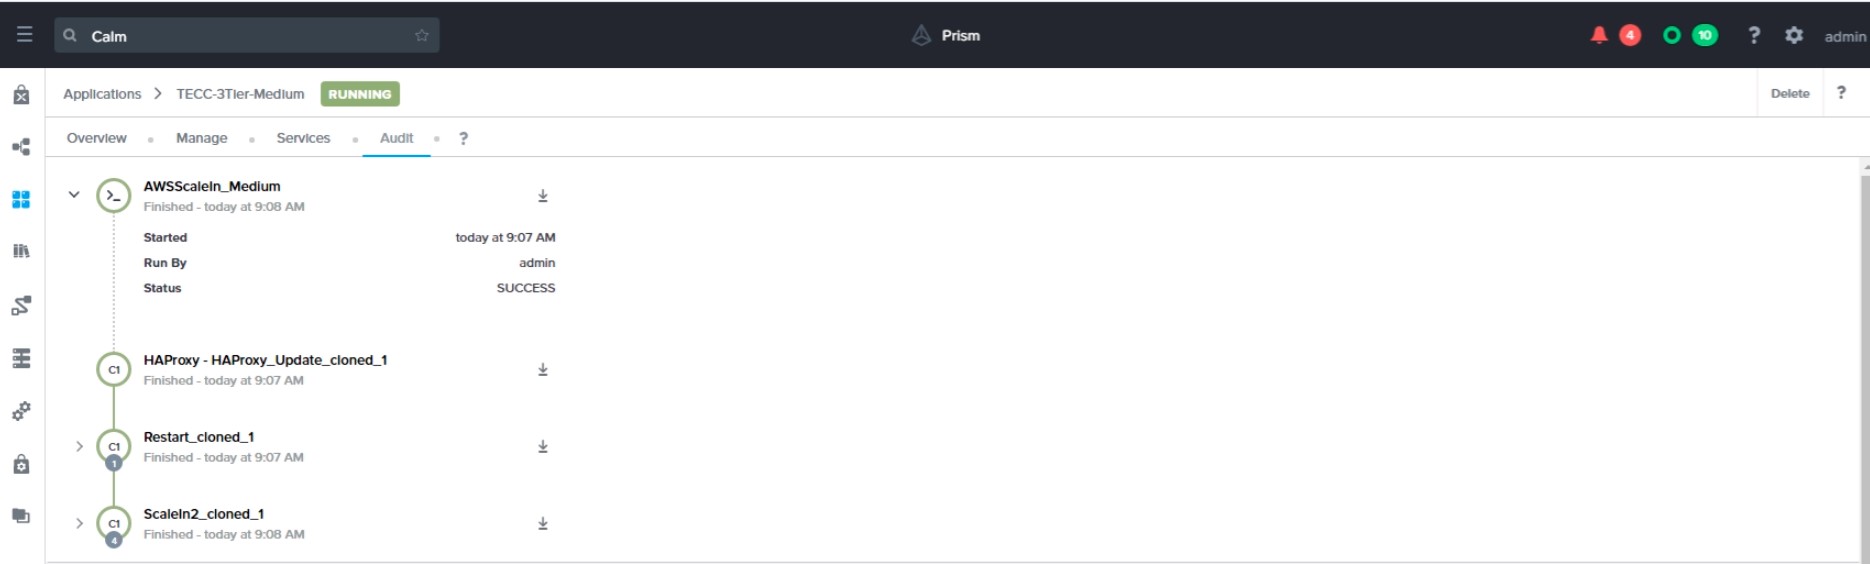 Calm
Prism
4
10
?
admin
Applications > TECC-3Tier-Medium RUNNING
Delete ?
Overview Manage Services Audit ?
>_ AWSScaleIn_Medium
Finished - today at 9:08 AM
Started today at 9:07 AM
Run By admin
Status SUCCESS
C1 HAProxy - HAProxy_Update_cloned_1
Finished - today at 9:07 AM
C1 Restart_cloned_1
1 Finished - today at 9:07 AM
C1 ScaleIn2_cloned_1
4 Finished - today at 9:08 AM